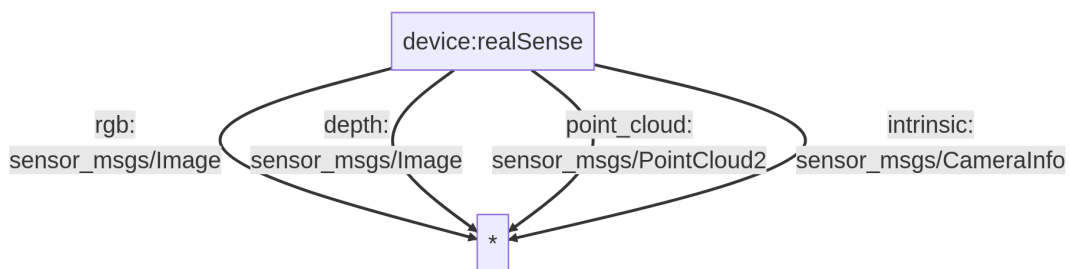 device:realSense
rgb:
sensor_msgs/Image
depth:
sensor_msgs/Image
point_cloud:
sensor_msgs/PointCloud2
intrinsic:
sensor_msgs/CameraInfo
*